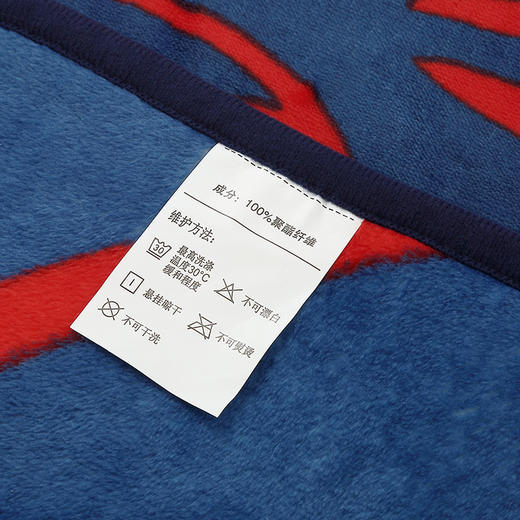 成分：100%聚酯纤维
维护方法：
30 最高洗涤
温度30℃
缓和程度
不可漂白
悬挂晾干
不可熨烫
不可干洗